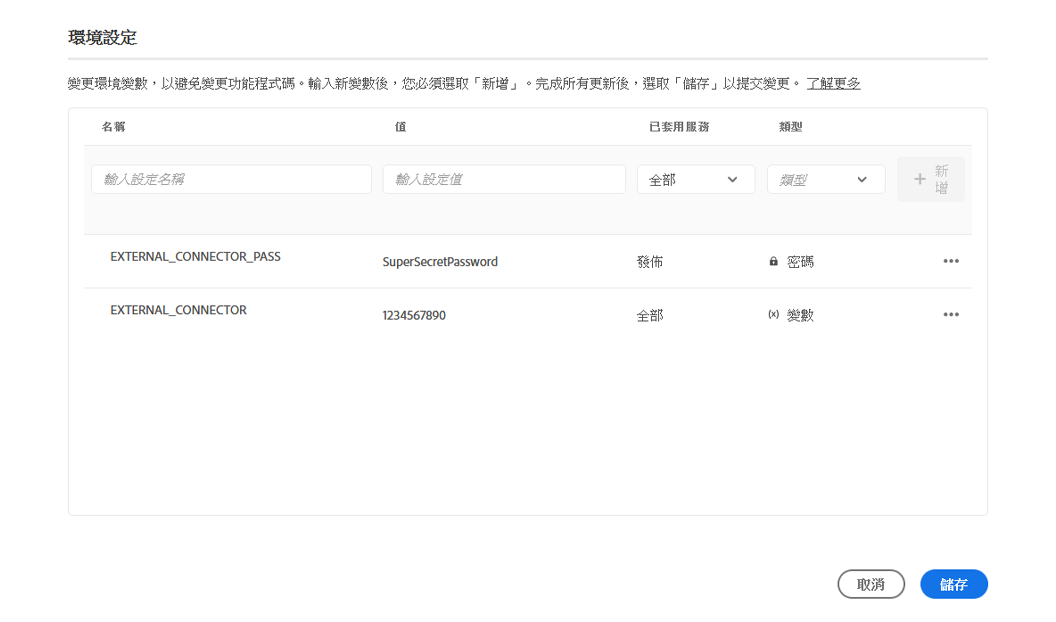 環境設定
變更環境變數，以避免變更功能程式碼。輸入新變數後，您必須選取「新增」。完成所有更新後，選取「儲存」以提交變更。 了解更多
名稱 值 已套用服務 類型
輸入設定名稱 輸入設定值 全部 類型 + 新增
EXTERNAL_CONNECTOR_PASS SuperSecretPassword 發佈 密碼 •••
EXTERNAL_CONNECTOR 1234567890 全部 (x) 變數 •••
取消 儲存